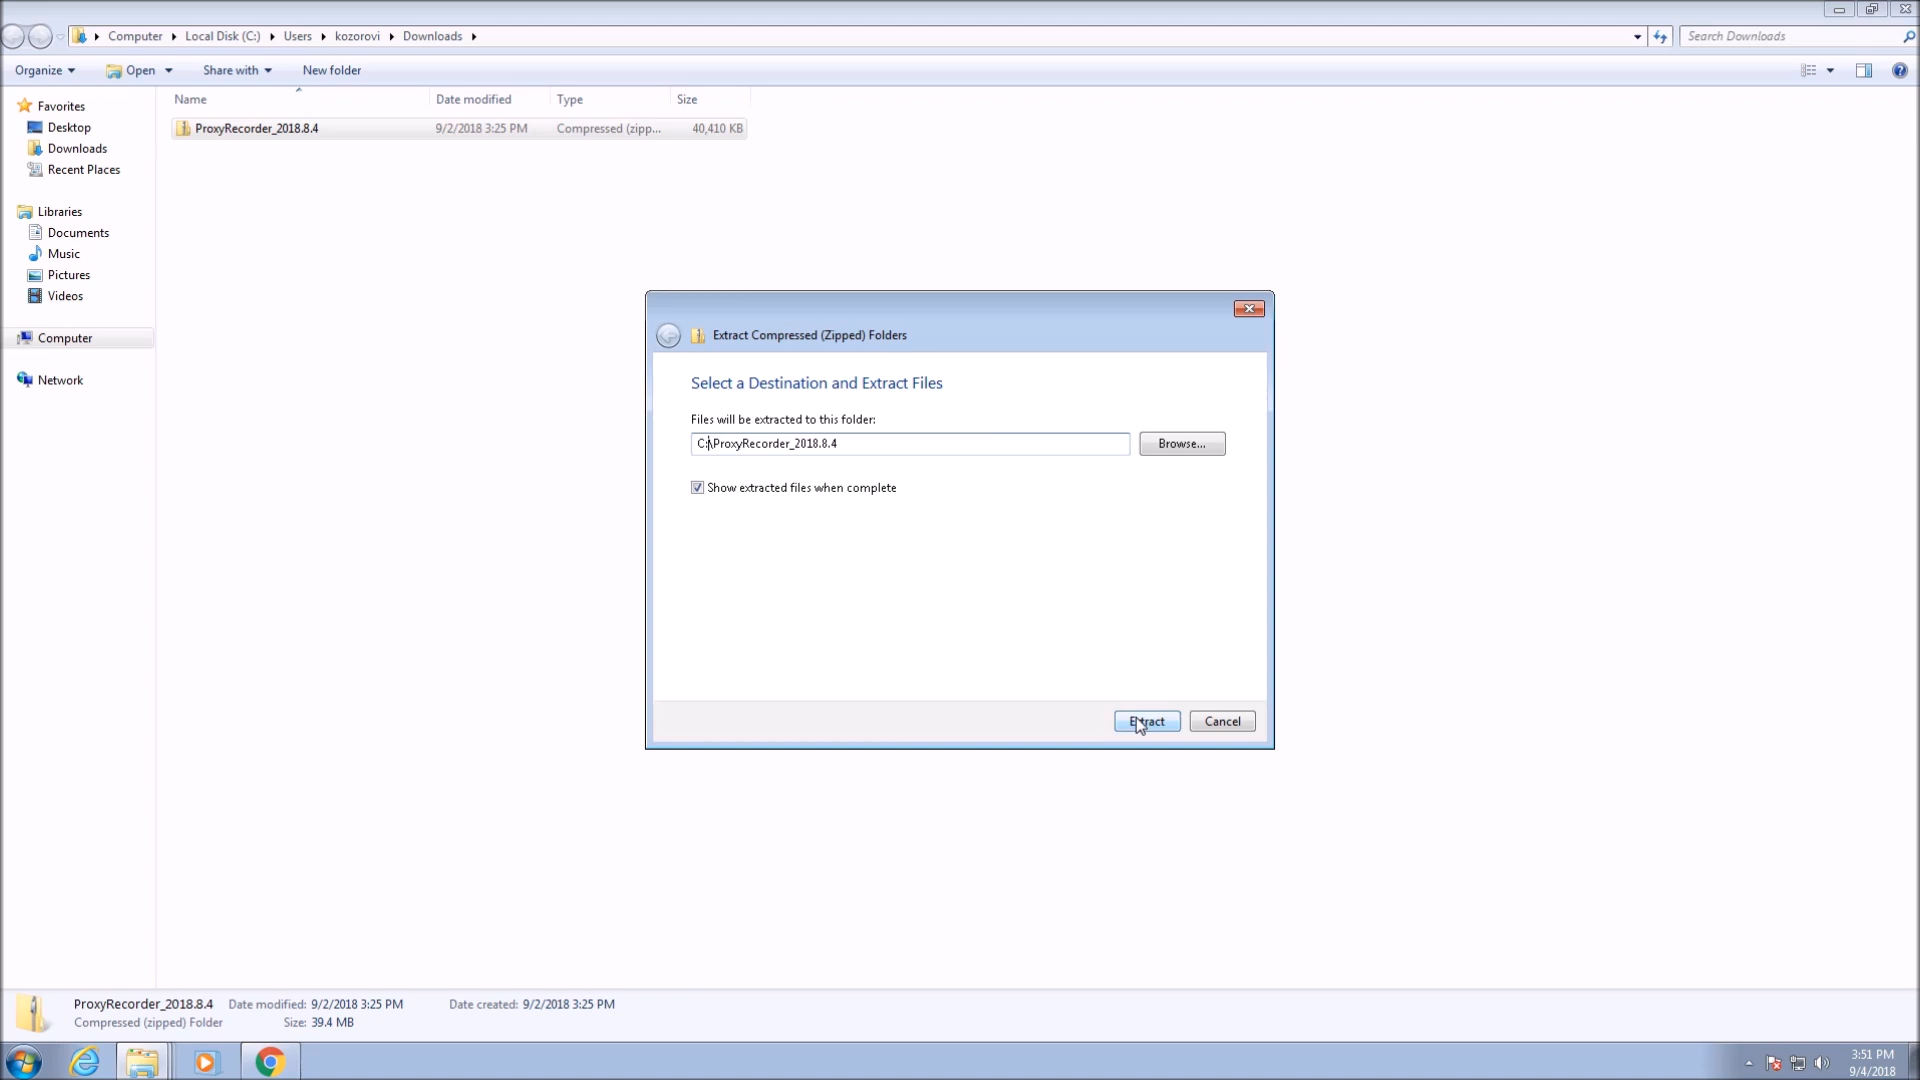 Computer Local Disk (C:) Users kozorovi Downloads
Search Downloads
Organize Open Share with New folder
Name Date modified Type Size
ProxyRecorder_2018.8.4 9/2/2018 3:25 PM Compressed (zipp... 40,410 KB
Favorites
Desktop
Downloads
Recent Places
Libraries
Documents
Music
Pictures
Videos
Computer
Network
Extract Compressed (Zipped) Folders
Select a Destination and Extract Files
Files will be extracted to this folder:
C:\ProxyRecorder_2018.8.4
Browse...
Show extracted files when complete
Extract Cancel
ProxyRecorder_2018.8.4 Date modified: 9/2/2018 3:25 PM Date created: 9/2/2018 3:25 PM
Compressed (zipped) Folder Size: 39.4 MB
3:51 PM
9/4/2018